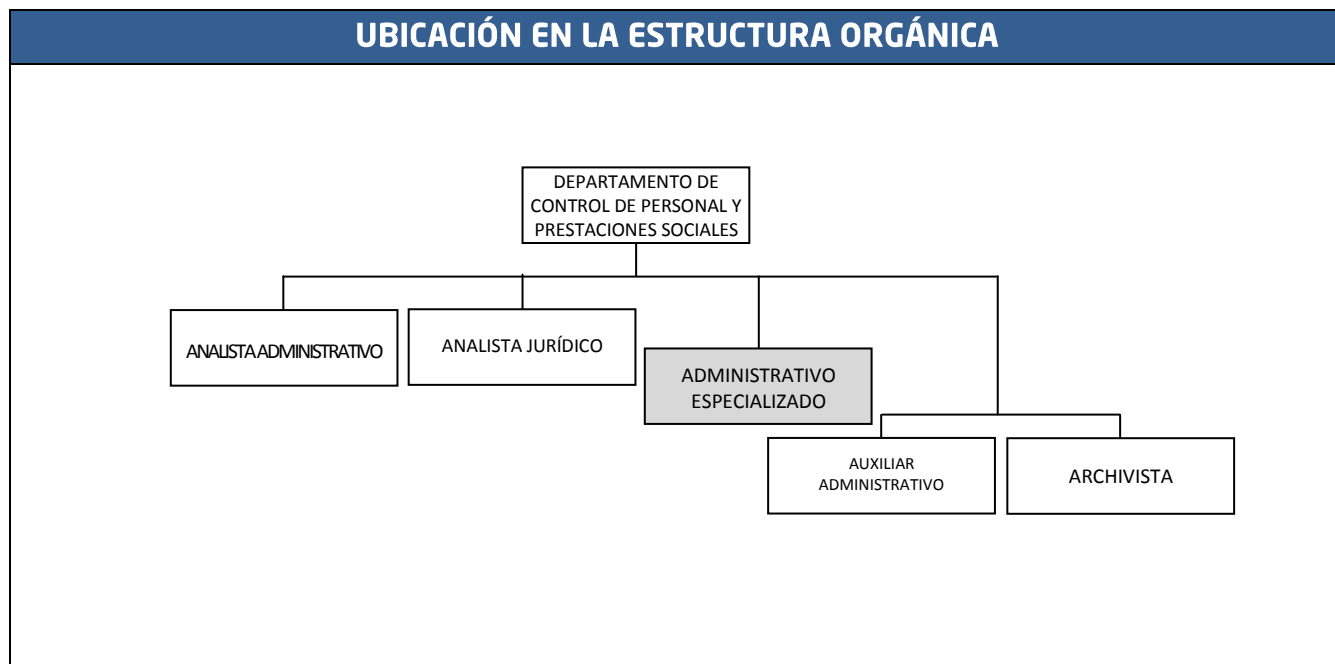 UBICACIÓN EN LA ESTRUCTURA ORGÁNICA
DEPARTAMENTO DE
CONTROL DE PERSONAL Y
PRESTACIONES SOCIALES
ANALISTA ADMINISTRATIVO
ANALISTA JURÍDICO
ADMINISTRATIVO
ESPECIALIZADO
AUXILIAR
ADMINISTRATIVO
ARCHIVISTA